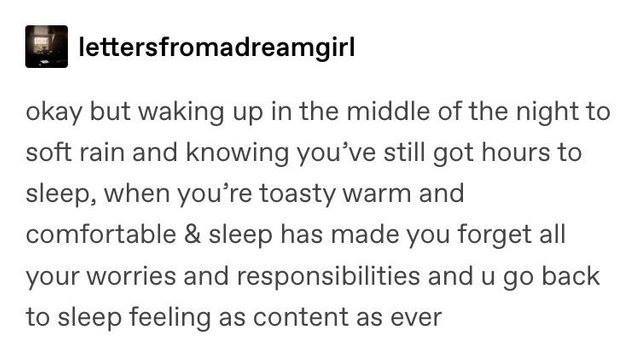 lettersfromadreamgirl
okay but waking up in the middle of the night to
soft rain and knowing you’ve still got hours to
sleep, when you’re toasty warm and
comfortable & sleep has made you forget all
your worries and responsibilities and u go back
to sleep feeling as content as ever